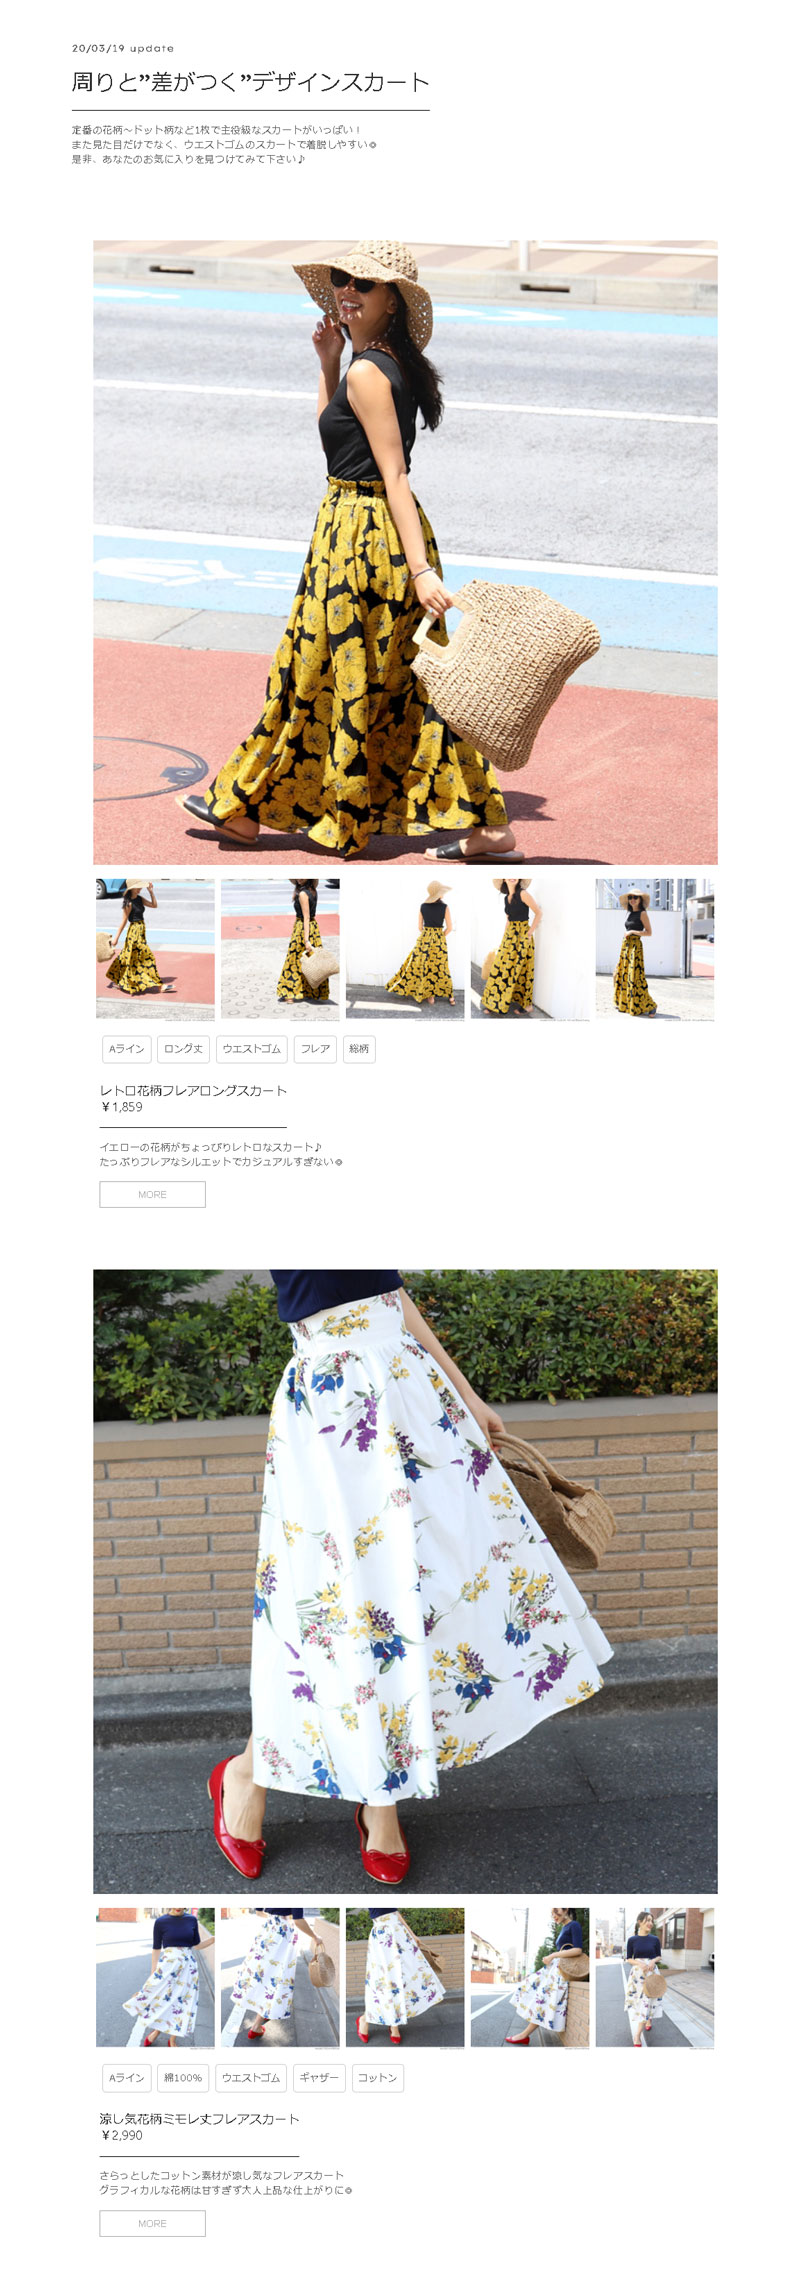 20/03/19 update
周りと”差がつく”デザインスカート
定番の花柄～ドット柄など1枚で主役級なスカートがいっぱい！
また見た目だけでなく、ウエストゴムのスカートで着脱しやすい◎
是非、あなたのお気に入りを見つけてみて下さい♪
Aライン ロング丈 ウエストゴム フレア 総柄
レトロ花柄フレアロングスカート
￥1,859
イエローの花柄がちょっぴりレトロなスカート♪
たっぷりフレアなシルエットでカジュアルすぎない◎
MORE
Aライン 綿100% ウエストゴム ギャザー コットン
涼し気花柄ミモレ丈フレアスカート
￥2,990
さらっとしたコットン素材が涼し気なフレアスカート
グラフィカルな花柄は甘すぎず大人上品な仕上がりに◎
MORE